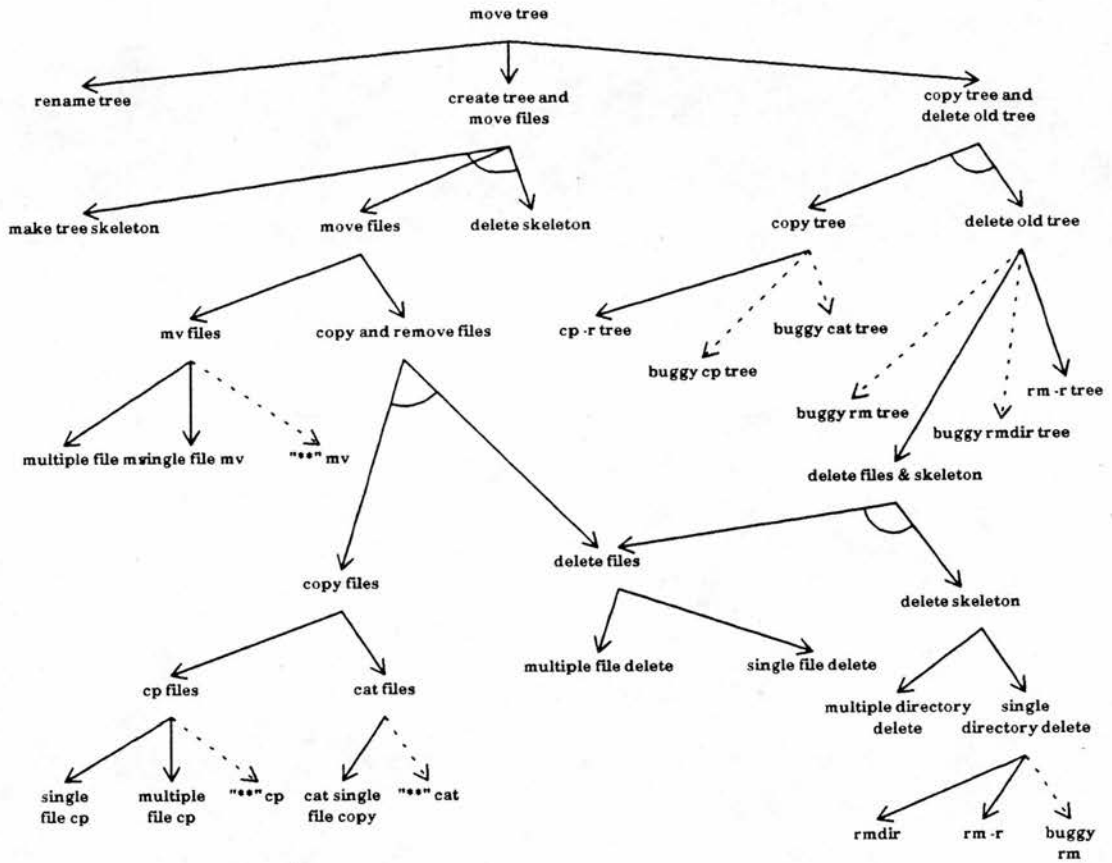 move tree
rename tree
create tree and
move files
copy tree and
delete old tree
make tree skeleton
move files
delete skeleton
copy tree
delete old tree
mv files
copy and remove files
cp -r tree
buggy cat tree
buggy cp tree
buggy rm tree
rm -r tree
buggy rmdir tree
multiple file mv
single file mv
"**" mv
delete files & skeleton
copy files
delete files
delete skeleton
multiple file delete
single file delete
cp files
cat files
multiple directory
delete
single
directory delete
single
file cp
multiple
file cp
"**" cp
cat single
file copy
"**" cat
rmdir
rm -r
buggy
rm